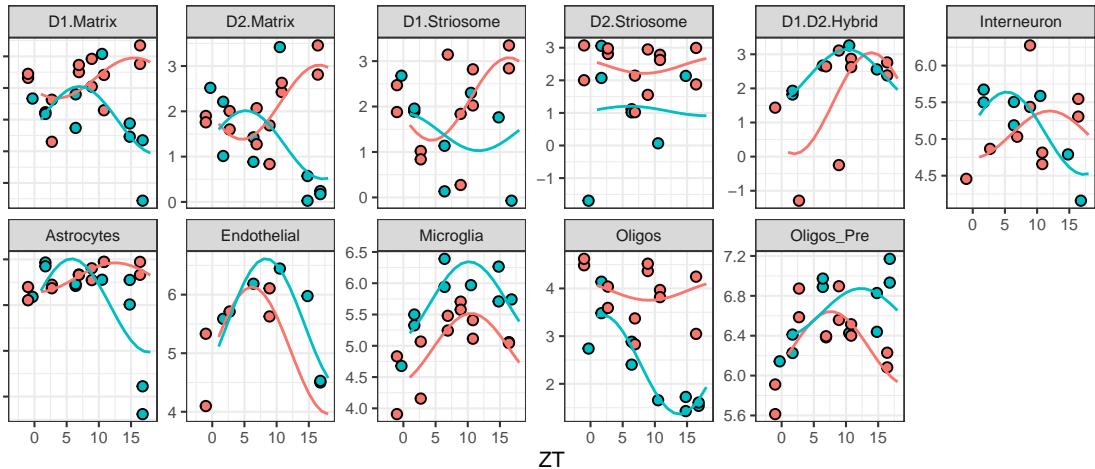 D1.Matrix D2.Matrix D1.Striosome D2.Striosome D1.D2.Hybrid Interneuron
3 3 3 3 6.0
2 2 2 2 5.5
1 1 1 1 5.0
0 0 0 0 4.5
−1 −1
Astrocytes Endothelial Microglia Oligos Oligos_Pre
6 5 4
6.5 6.0 5.5 5.0 4.5 4.0
4 3 2
7.2 6.8 6.4 6.0 5.6
0 5 10 15 0 5 10 15 0 5 10 15 0 5 10 15 0 5 10 15
ZT